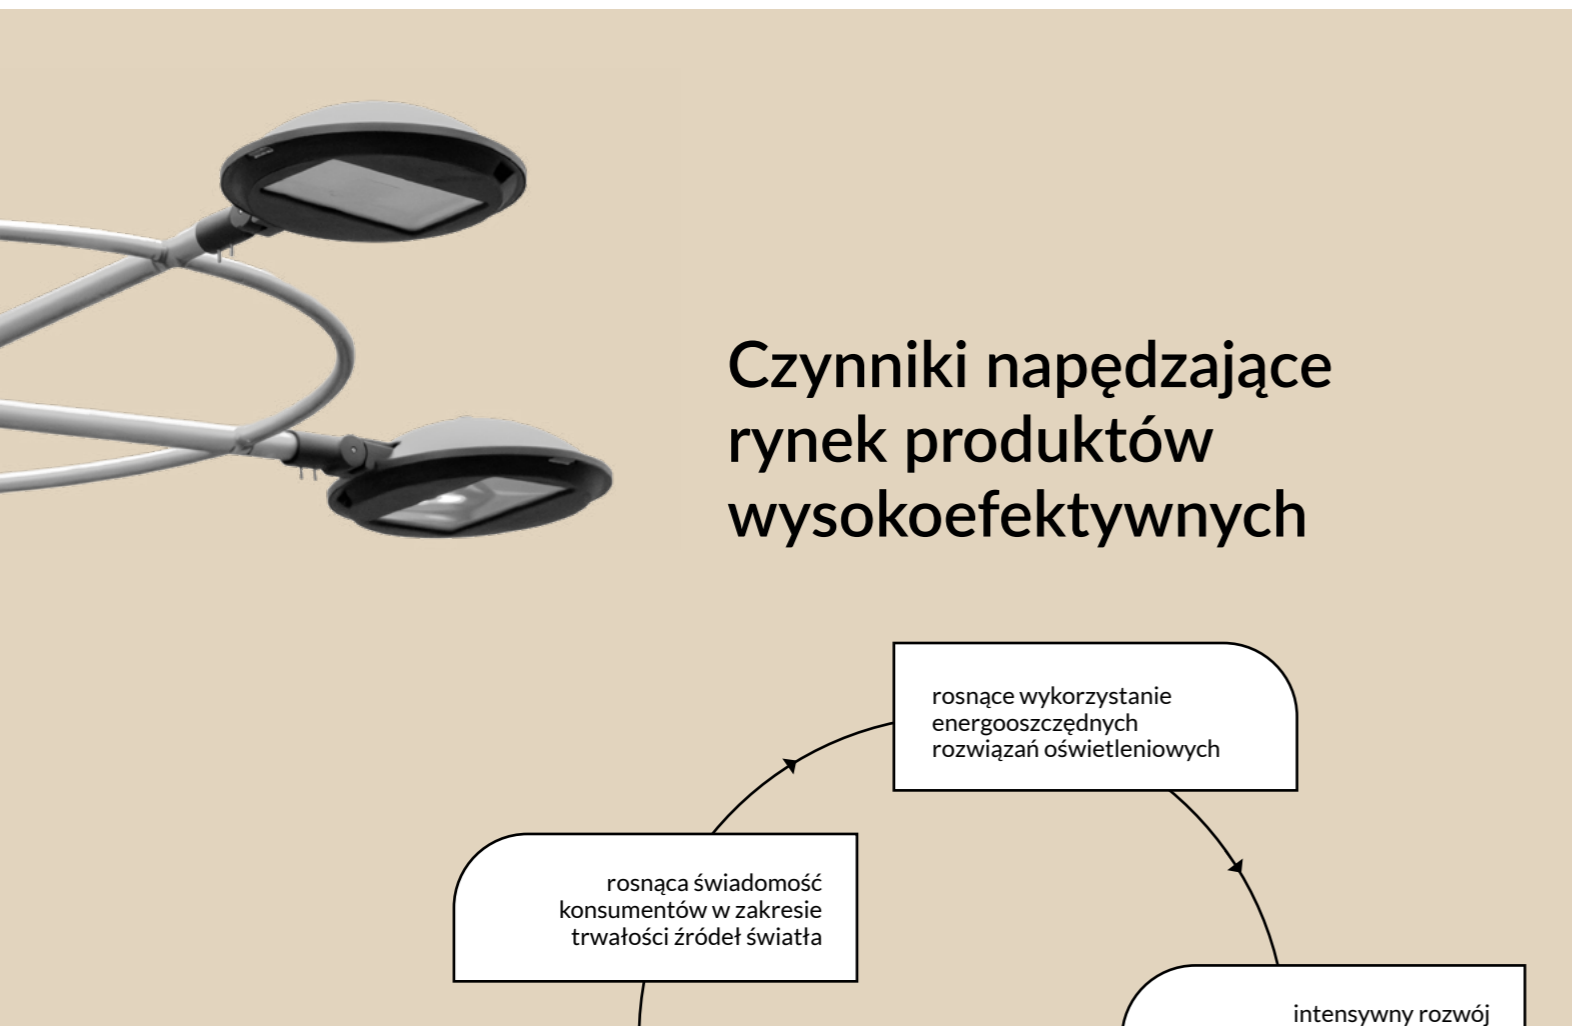 Czynniki napędzające
rynek produktów
wysokoefektywnych
rosnące wykorzystanie
energooszczędnych
rozwiązań oświetleniowych
rosnąca świadomość
konsumentów w zakresie
trwałości źródeł światła
intensywny rozwój